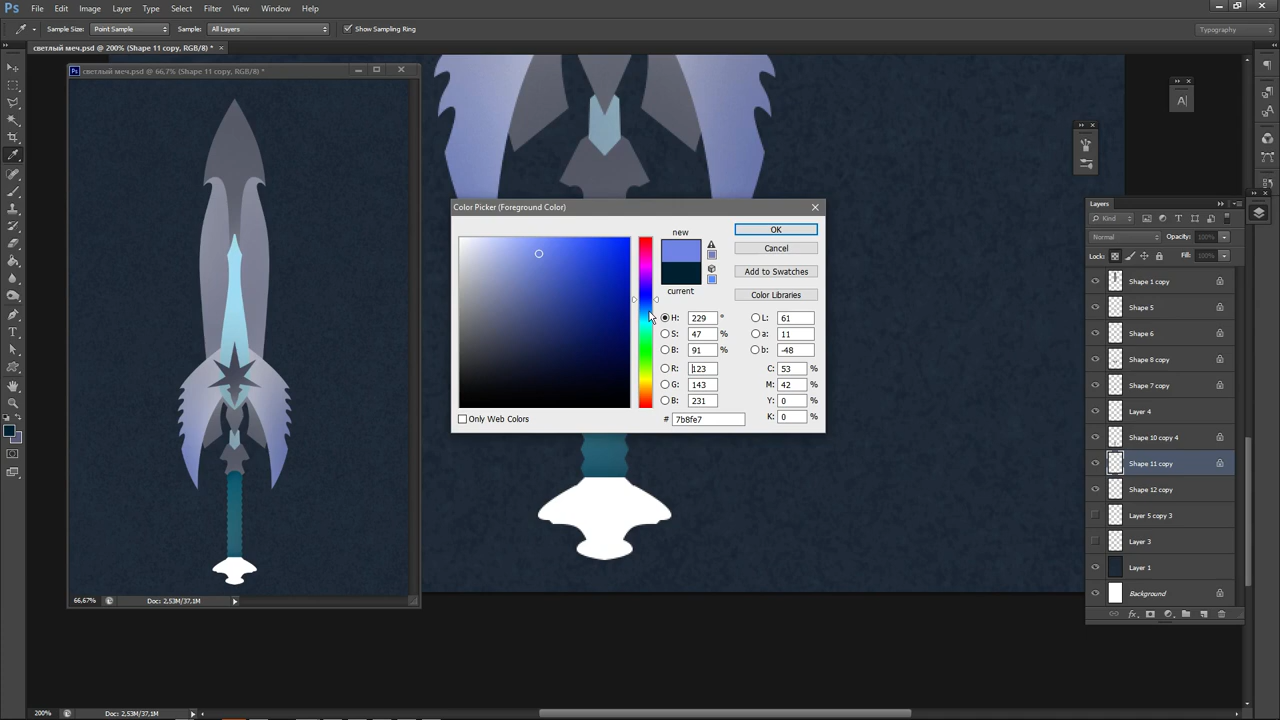 Ps File Edit Image Layer Type Select Filter View Window Help
Sample Size: Point Sample Sample: All Layers Show Sampling Ring Typography
светлый меч.psd @ 200% (Shape 11 copy, RGB/8) * ×
Ps светлый меч.psd @ 66,7% (Shape 11 copy, RGB/8) *
A
Color Picker (Foreground Color)
new
current
OK
Cancel
Add to Swatches
Color Libraries
H: 229 ° L: 61
S: 47 % a: 11
B: 91 % b: -48
R: 123 C: 53 %
G: 143 M: 42 %
B: 231 Y: 0 %
# 7b8fe7 K: 0 %
Only Web Colors
Layers
Kind
Normal Opacity: 100%
Lock: Fill: 100%
Shape 1 copy
Shape 5
Shape 6
Shape 8 copy
Shape 7 copy
Layer 4
Shape 10 copy 4
Shape 11 copy
Shape 12 copy
Layer 5 copy 3
Layer 3
Layer 1
Background
fx
66,67% Doc: 2,53M/37,1M
200% Doc: 2,53M/37,1M